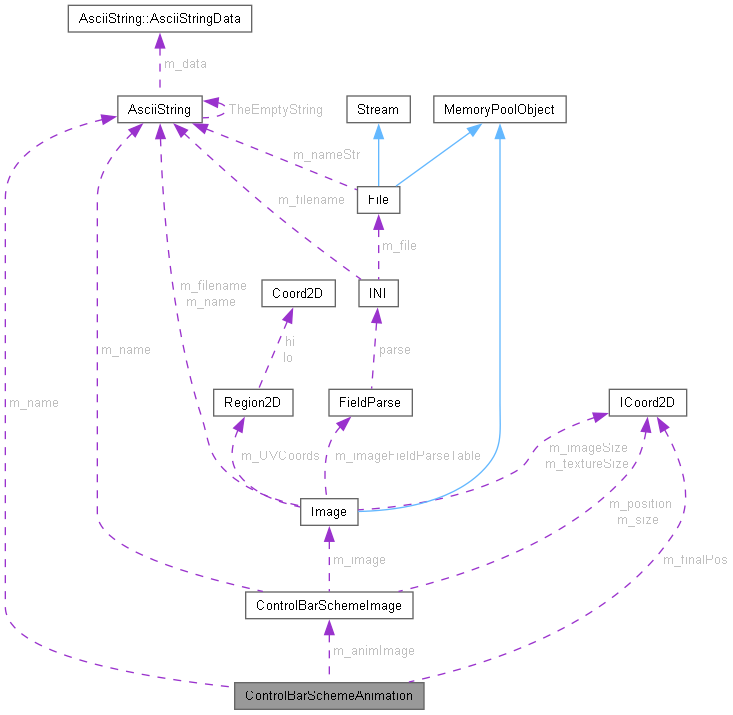 AsciiString::AsciiStringData
m_data
AsciiString
TheEmptyString
Stream
MemoryPoolObject
m_nameStr
m_filename
File
m_file
m_filename
m_name
Coord2D
INI
hi
lo
parse
m_name
m_name
Region2D
FieldParse
ICoord2D
m_UVCoords
m_imageFieldParseTable
m_imageSize
m_textureSize
Image
m_position
m_size
m_image
m_finalPos
ControlBarSchemeImage
m_animImage
ControlBarSchemeAnimation